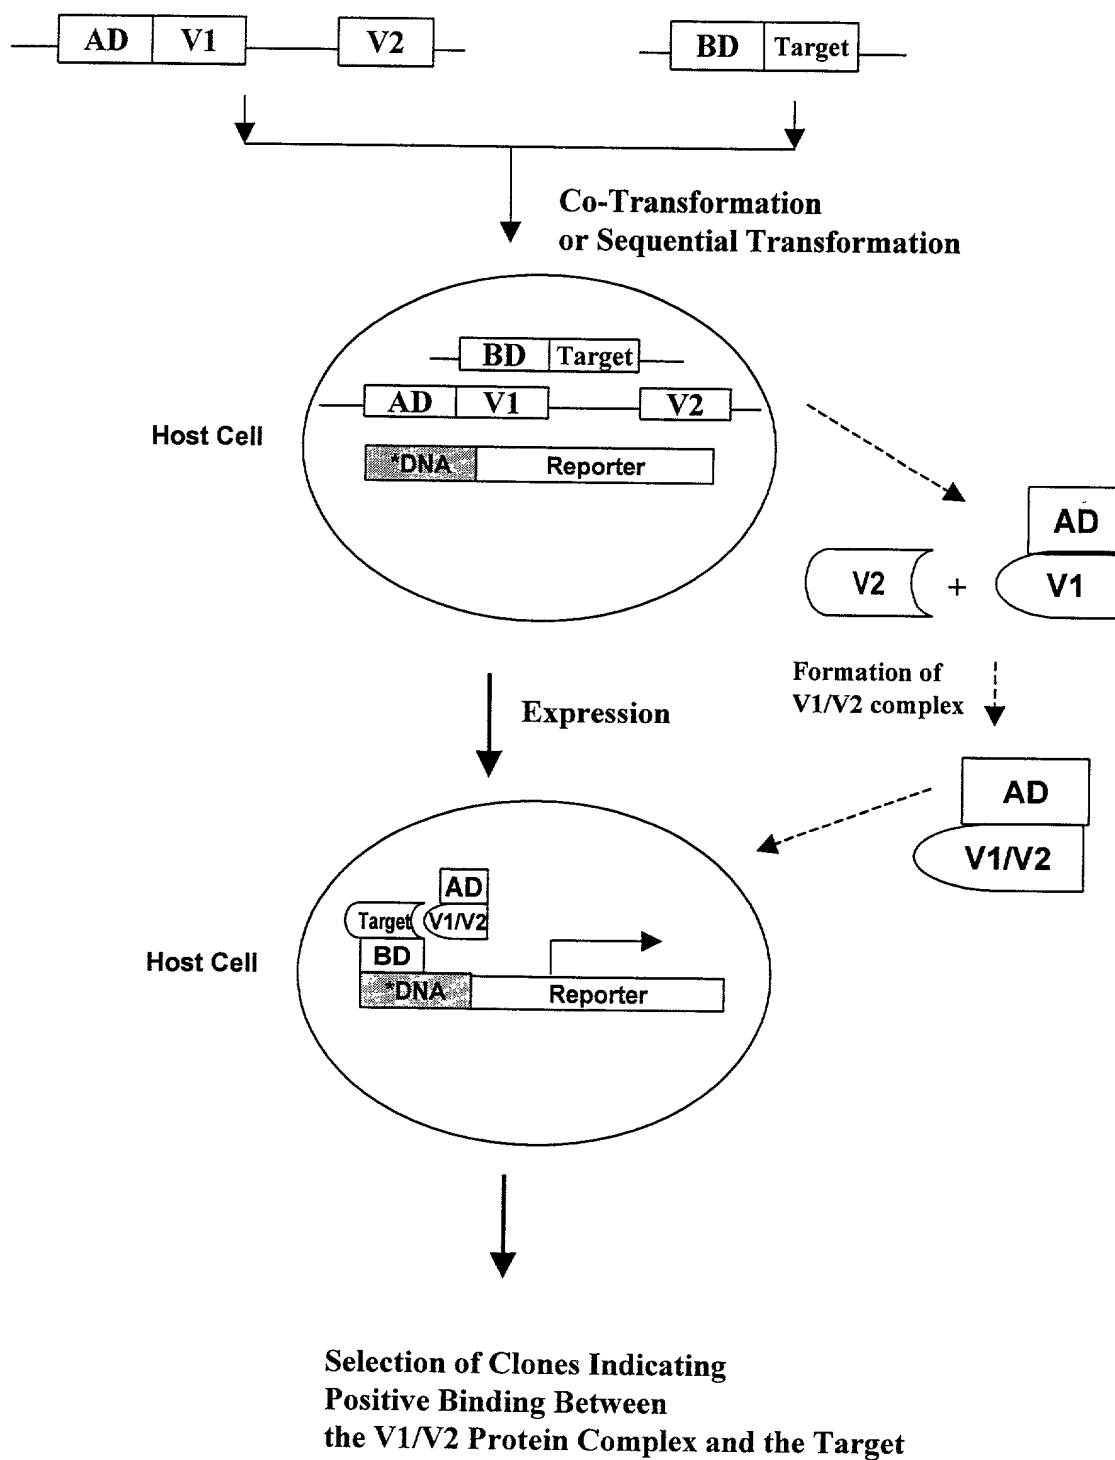 AD V1 V2 BD Target
Co-Transformation
or Sequential Transformation
BD Target
AD V1 V2
Host Cell
*DNA Reporter
AD
V2 + V1
Formation of
V1/V2 complex
Expression
AD
V1/V2
AD
Target V1/V2
BD
Host Cell
*DNA Reporter
Selection of Clones Indicating
Positive Binding Between
the V1/V2 Protein Complex and the Target